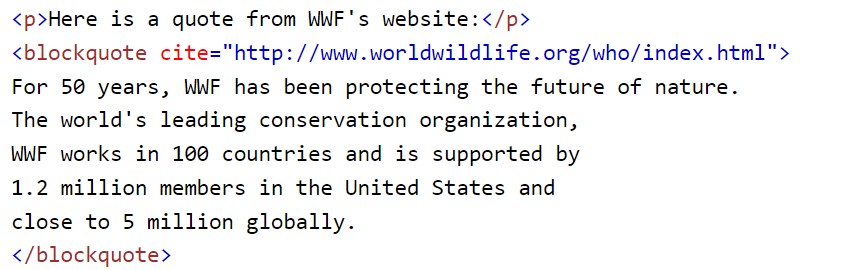 <p>Here is a quote from WWF's website:</p>
<blockquote cite="http://www.worldwildlife.org/who/index.html">
For 50 years, WWF has been protecting the future of nature.
The world's leading conservation organization,
WWF works in 100 countries and is supported by
1.2 million members in the United States and
close to 5 million globally.
</blockquote>